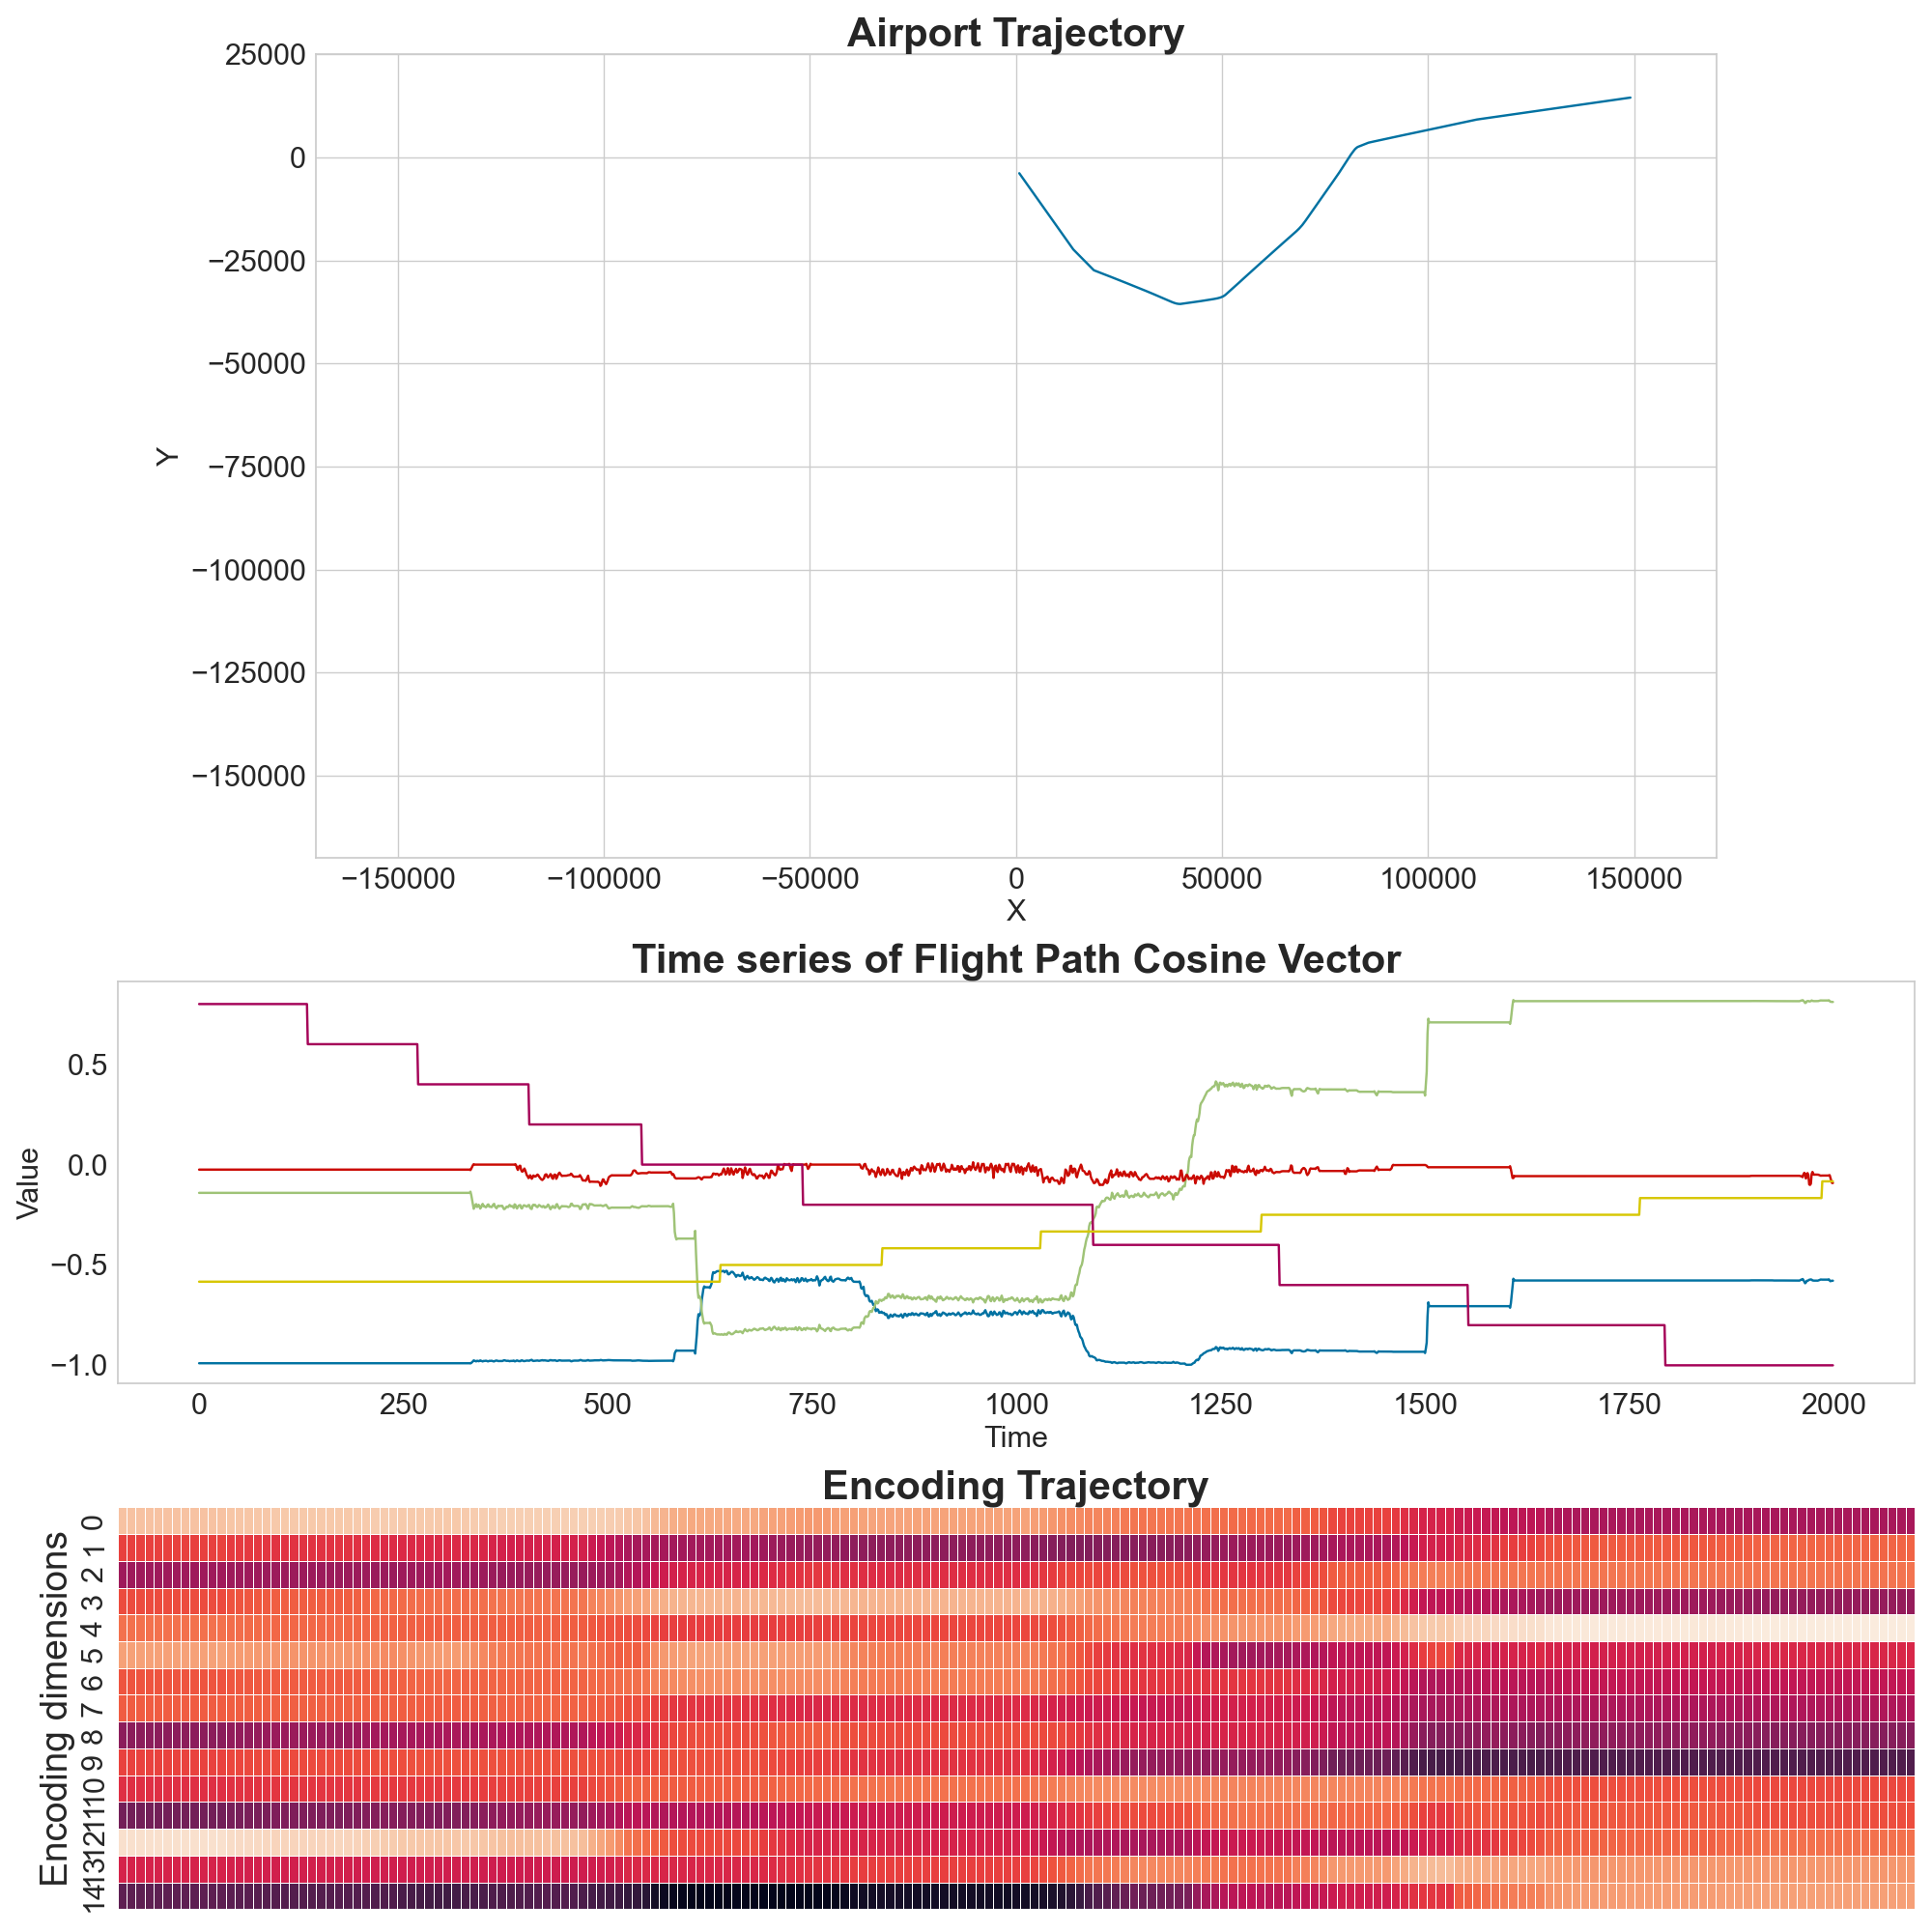 Airport Trajectory
25000
0
−25000
−50000
−75000
−100000
−125000
−150000
Y
−150000 −100000 −50000 0 50000 100000 150000
X
Time series of Flight Path Cosine Vector
0.5
0.0
−0.5
−1.0
Value
0 250 500 750 1000 1250 1500 1750 2000
Time
Encoding Trajectory
Encoding dimensions
0
1
2
3
4
5
6
7
8
9
10
11
12
13
14